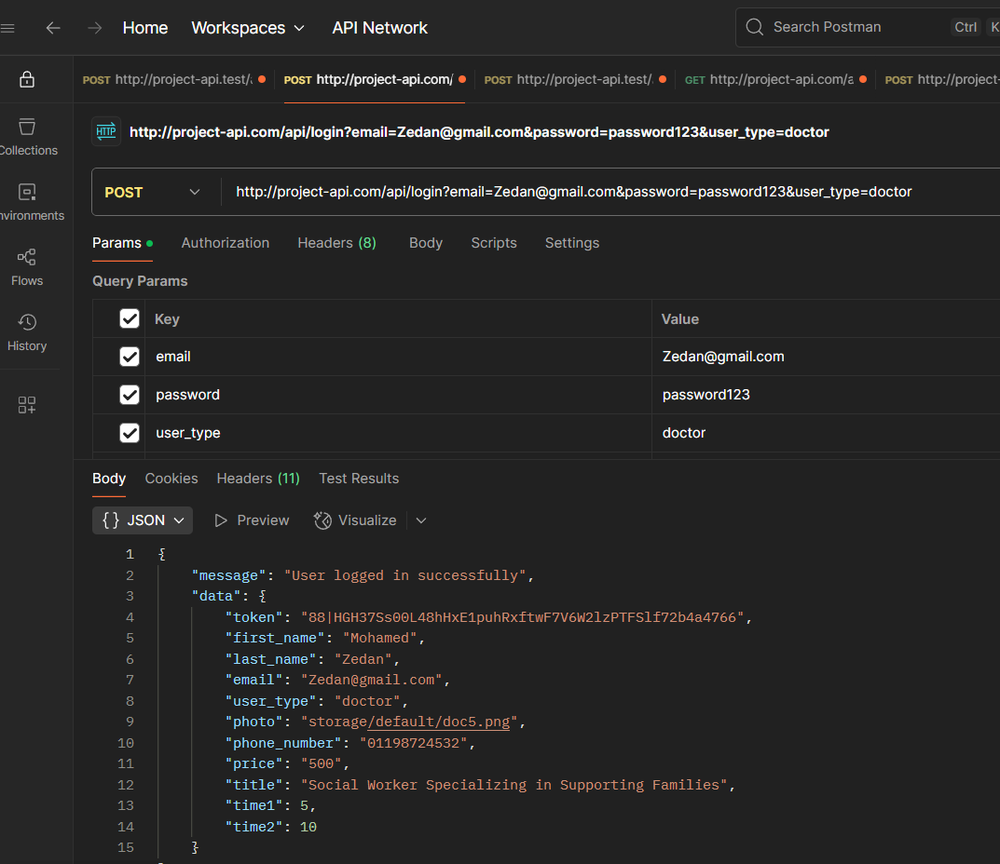 Home Workspaces API Network Search Postman Ctrl K
POST http://project-api.test/ POST http://project-api.com/ POST http://project-api.test/ GET http://project-api.com/a POST http://project-
HTTP http://project-api.com/api/login?email=Zedan@gmail.com&password=password123&user_type=doctor
Collections
POST http://project-api.com/api/login?email=Zedan@gmail.com&password=password123&user_type=doctor
nvironments
Params Authorization Headers (8) Body Scripts Settings
Flows
Query Params
History
Key Value
email Zedan@gmail.com
password password123
user_type doctor
Body Cookies Headers (11) Test Results
{} JSON Preview Visualize
1 {
2 "message": "User logged in successfully",
3 "data": {
4 "token": "88|HGH37Ss00L48hHxE1puhRxftwF7V6W2lzPTFSlf72b4a4766",
5 "first_name": "Mohamed",
6 "last_name": "Zedan",
7 "email": "Zedan@gmail.com",
8 "user_type": "doctor",
9 "photo": "storage/default/doc5.png",
10 "phone_number": "01198724532",
11 "price": "500",
12 "title": "Social Worker Specializing in Supporting Families",
13 "time1": 5,
14 "time2": 10
15 }